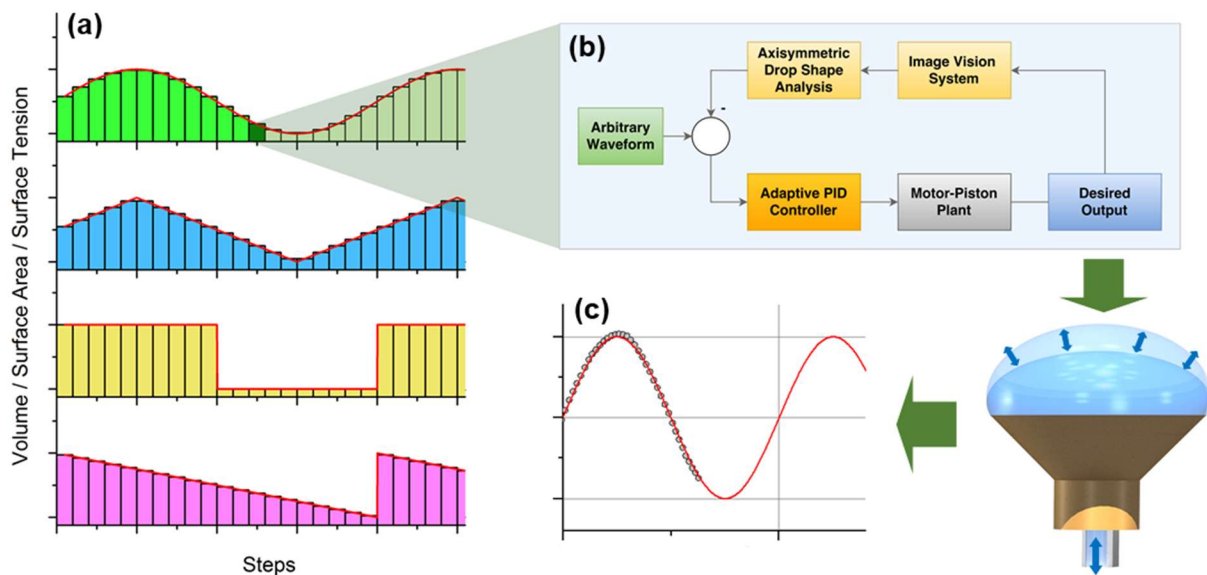 (a)
Volume / Surface Area / Surface Tension
Steps
(b)
Axisymmetric
Drop Shape
Analysis
Image Vision
System
-
Arbitrary
Waveform
Adaptive PID
Controller
Motor-Piston
Plant
Desired
Output
(c)